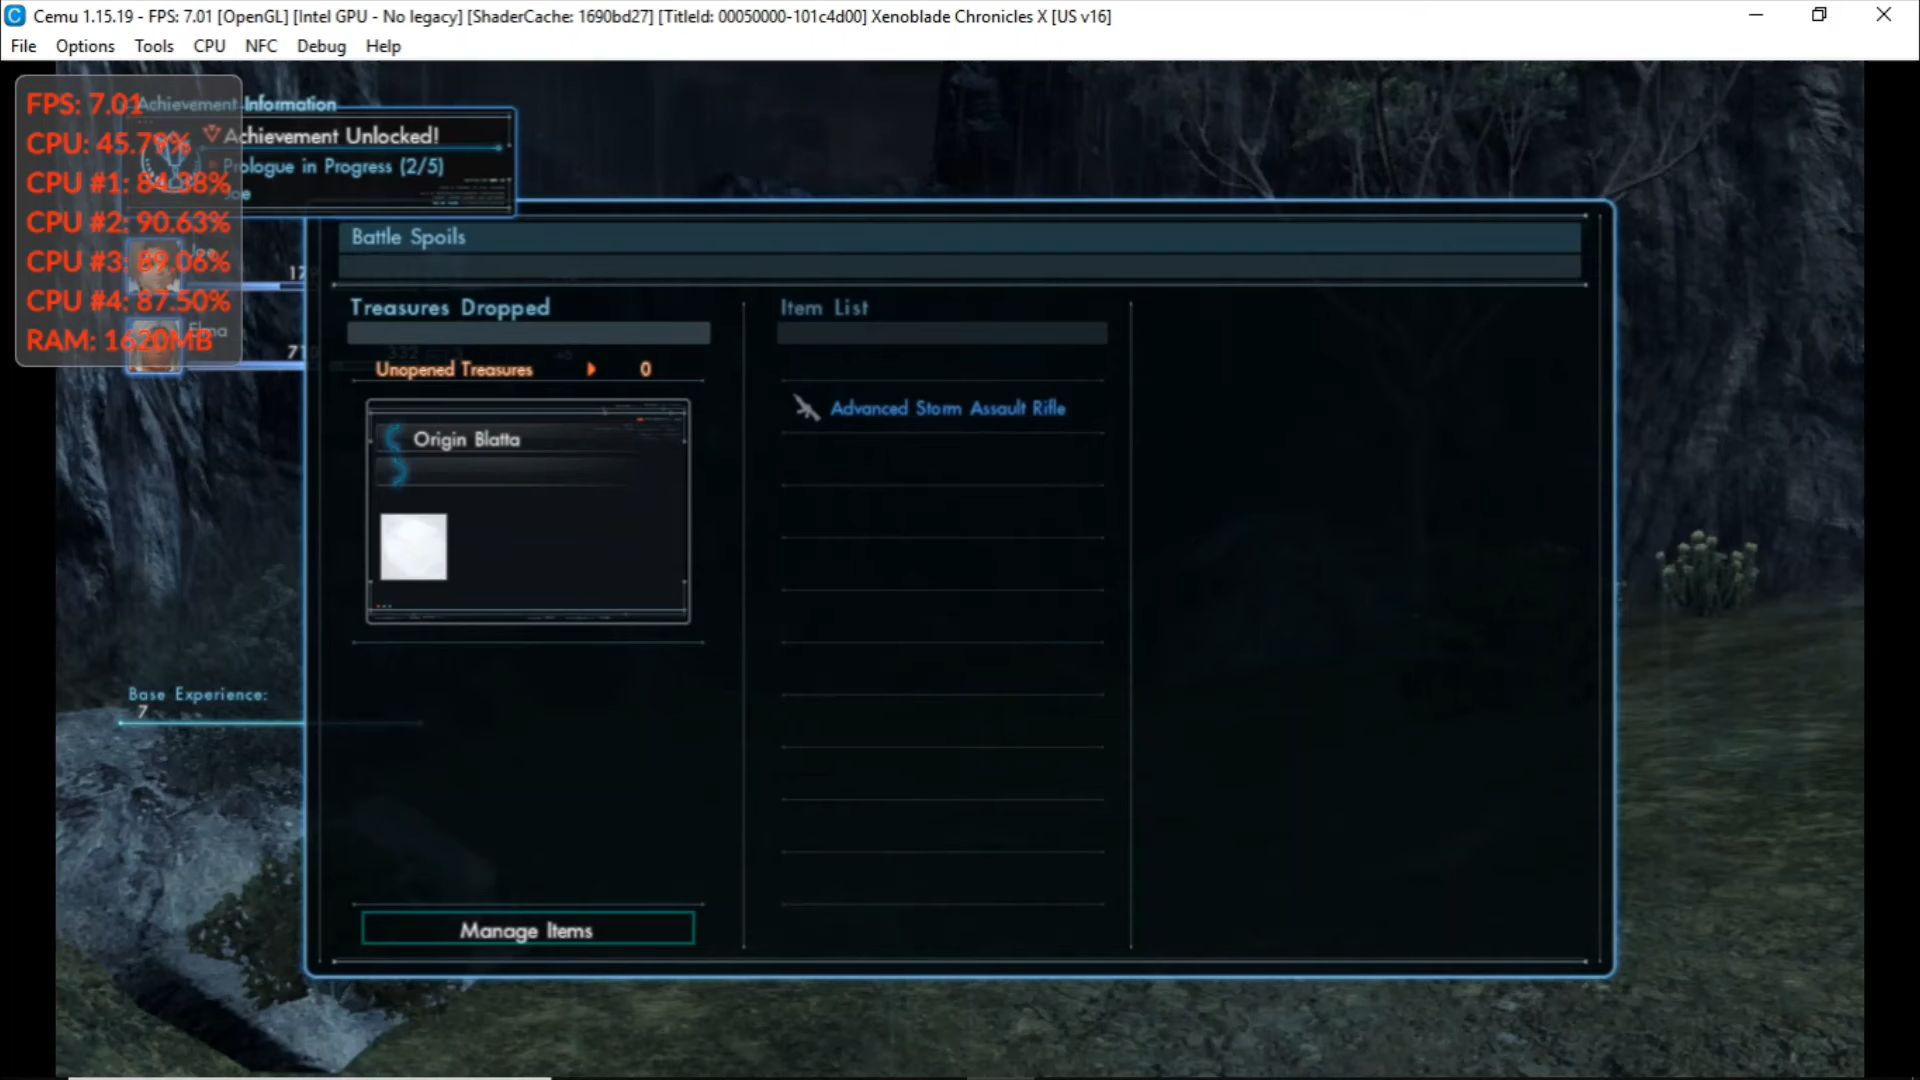 Cemu 1.15.19 - FPS: 7.01 [OpenGL] [Intel GPU - No legacy] [ShaderCache: 1690bd27] [TitleId: 00050000-101c4d00] Xenoblade Chronicles X [US v16]
File Options Tools CPU NFC Debug Help
FPS: 7.01
CPU: 45.79%
CPU #1: 84.38%
CPU #2: 90.63%
CPU #3: 89.06%
CPU #4: 87.50%
RAM: 1620MB
Achievement Information
Achievement Unlocked!
Prologue in Progress (2/5)
Joe
Joe
Elma
Battle Spoils
Treasures Dropped
Item List
Unopened Treasures 0
Advanced Storm Assault Rifle
Origin Blatta
Base Experience:
7
Manage Items